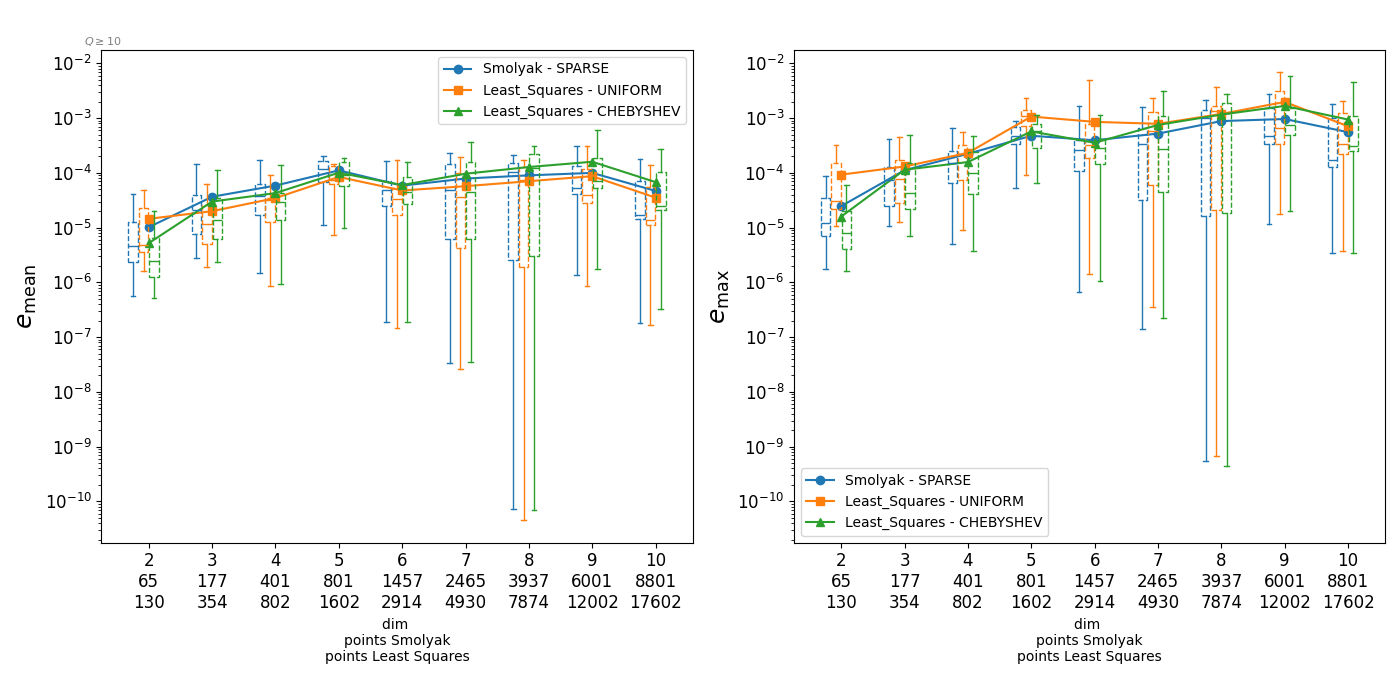 Q ≥ 10
10⁻²
10⁻³
10⁻⁴
10⁻⁵
10⁻⁶
10⁻⁷
10⁻⁸
10⁻⁹
10⁻¹⁰
e_mean
Smolyak - SPARSE
Least_Squares - UNIFORM
Least_Squares - CHEBYSHEV
2 3 4 5 6 7 8 9 10
65 177 401 801 1457 2465 3937 6001 8801
130 354 802 1602 2914 4930 7874 12002 17602
dim
points Smolyak
points Least Squares
10⁻²
10⁻³
10⁻⁴
10⁻⁵
10⁻⁶
10⁻⁷
10⁻⁸
10⁻⁹
10⁻¹⁰
e_max
Smolyak - SPARSE
Least_Squares - UNIFORM
Least_Squares - CHEBYSHEV
2 3 4 5 6 7 8 9 10
65 177 401 801 1457 2465 3937 6001 8801
130 354 802 1602 2914 4930 7874 12002 17602
dim
points Smolyak
points Least Squares